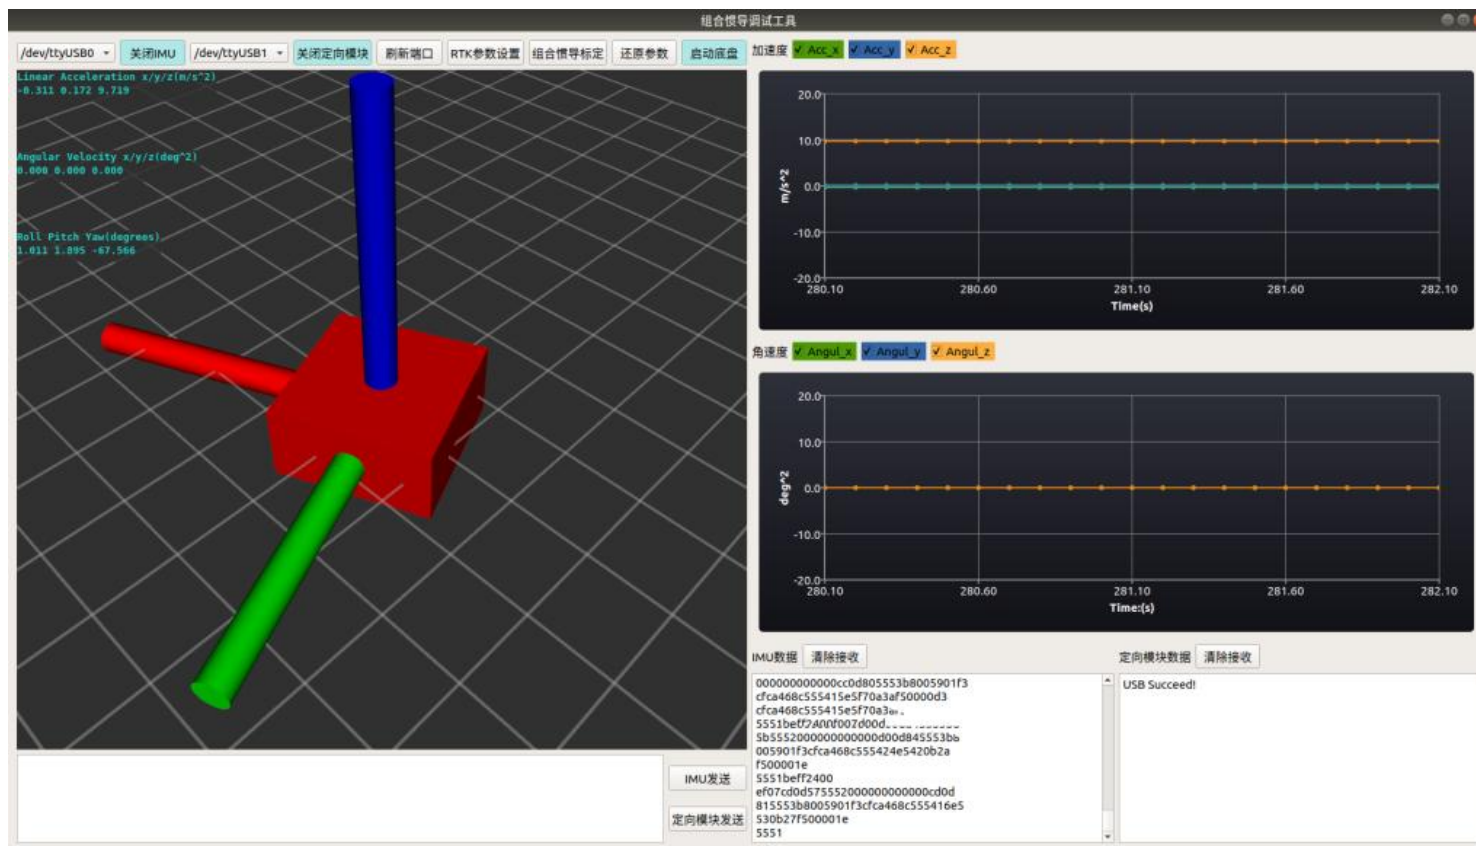 组合惯导调试工具
/dev/ttyUSB0 关闭IMU /dev/ttyUSB1 关闭定向模块 刷新端口 RTK参数设置 组合惯导标定 还原参数 启动底盘
加速度 Acc_x Acc_y Acc_z
Linear Acceleration x/y/z(m/s^2)
-0.311 0.172 9.719
Angular Velocity x/y/z(deg^2)
0.000 0.000 0.000
Roll Pitch Yaw(degrees)
1.011 1.895 -67.566
20.0
10.0
0.0
-10.0
-20.0
m/s^2
280.10 280.60 281.10 281.60 282.10
Time(s)
角速度 Angul_x Angul_y Angul_z
20.0
10.0
0.0
-10.0
-20.0
deg^2
280.10 280.60 281.10 281.60 282.10
Time:(s)
IMU数据 清除接收
000000000000cc0d805553b8005901f3
cfca468c555415e5f70a3af50000d3
cfca468c555415e5f70a3
5551beff2400f007d00d
5b5552000000000000d00d845553b8
005901f3cfca468c555424e5420b2a
f500001e
5551beff2400
ef07cd0d575552000000000000cd0d
815553b8005901f3cfca468c555416e5
530b27f500001e
5551
定向模块数据 清除接收
USB Succeed!
IMU发送
定向模块发送